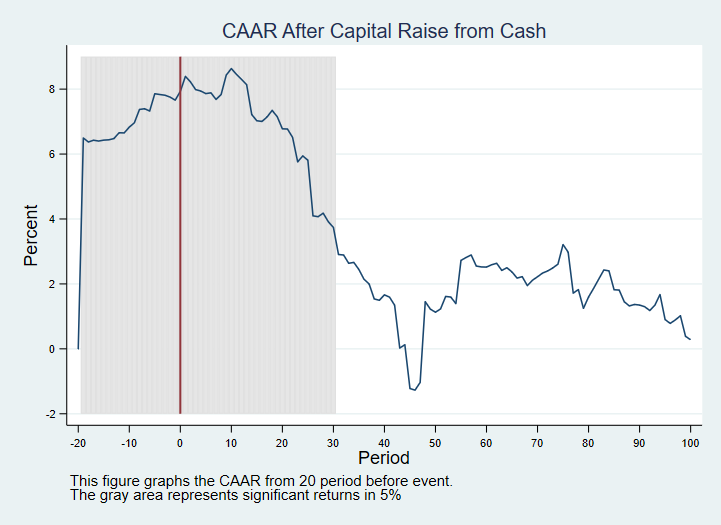 CAAR After Capital Raise from Cash
8
6
4
2
0
-2
Percent
-20 -10 0 10 20 30 40 50 60 70 80 90 100
Period
This figure graphs the CAAR from 20 period before event.
The gray area represents significant returns in 5%